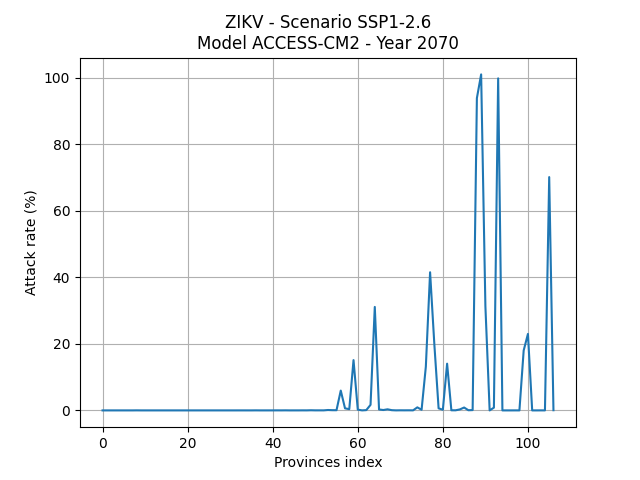 ZIKV - Scenario SSP1-2.6
Model ACCESS-CM2 - Year 2070
100
80
60
40
20
0
Attack rate (%)
0 20 40 60 80 100
Provinces index